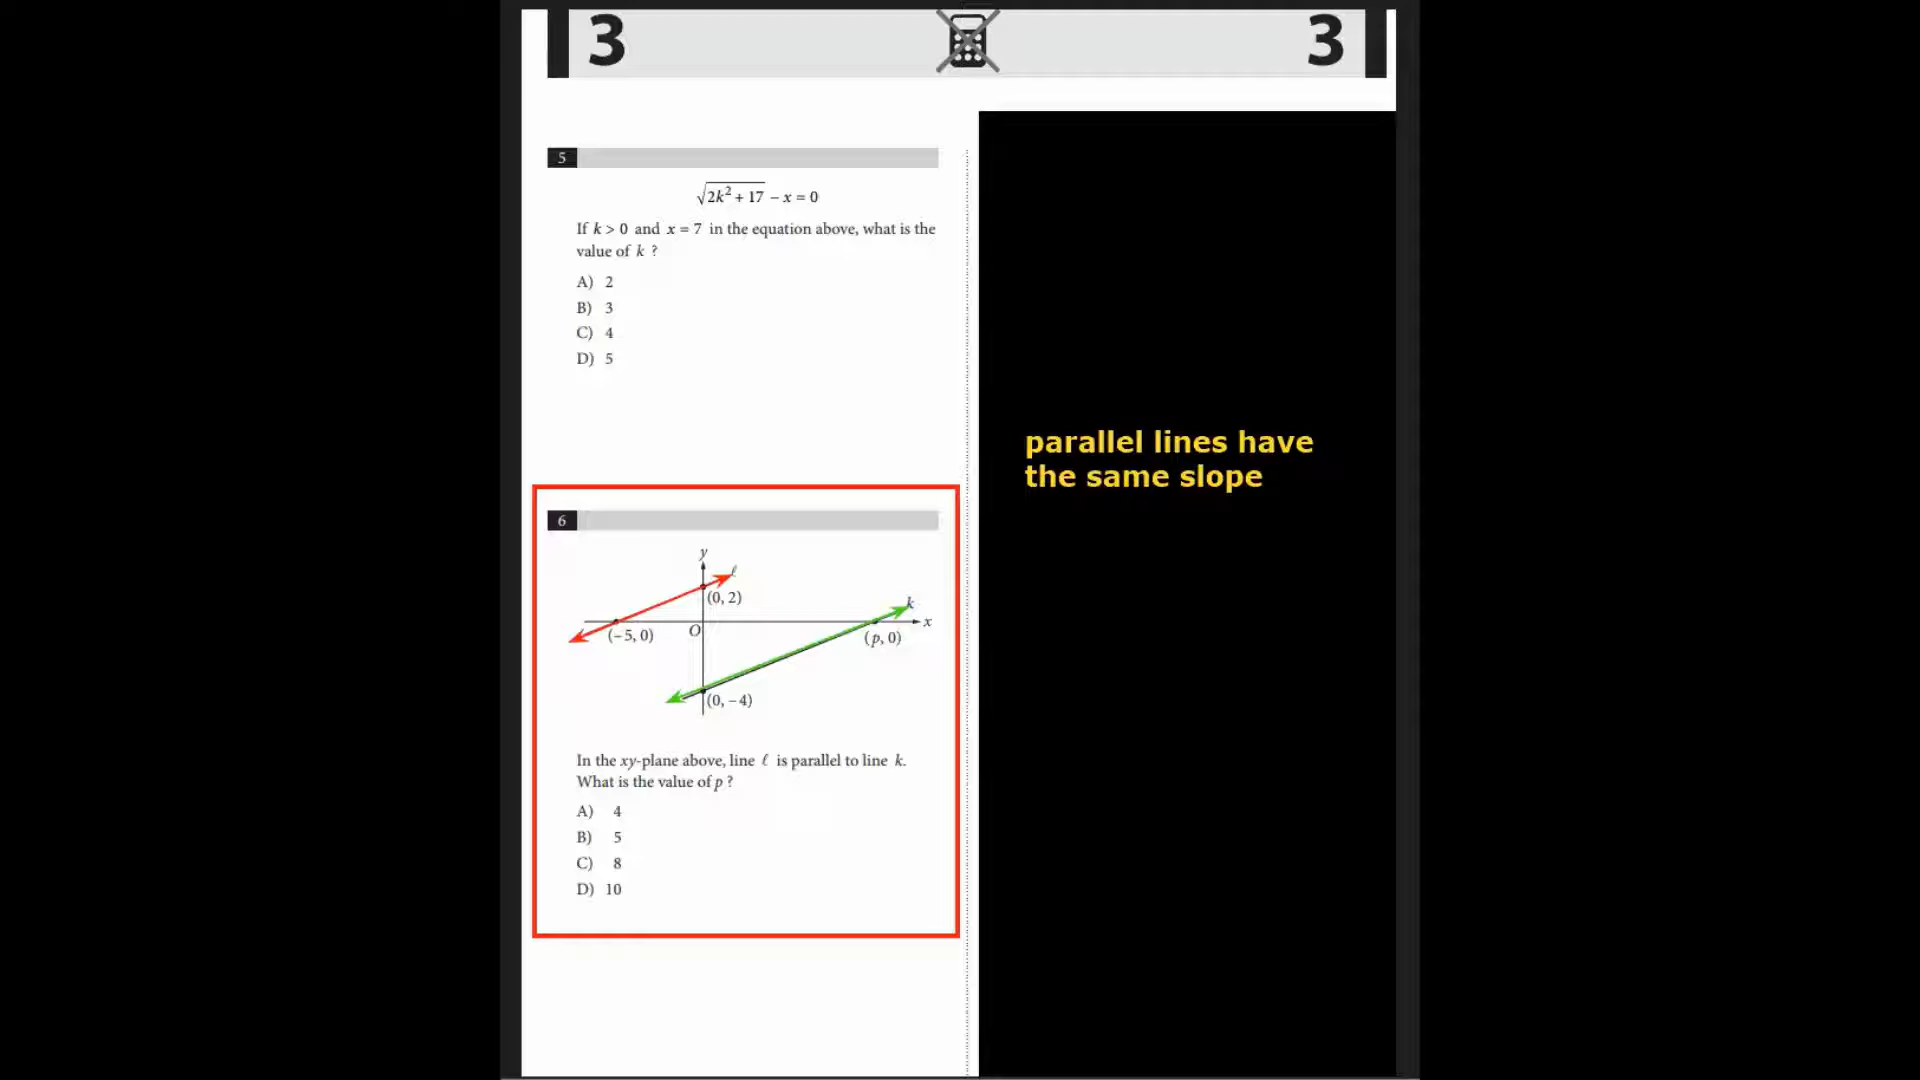 3 3
5
√2k² + 17 – x = 0
If k > 0 and x = 7 in the equation above, what is the
value of k ?
A) 2
B) 3
C) 4
D) 5
6
y
ℓ
(0, 2)
k
x
(–5, 0)
O
(p, 0)
(0, –4)
In the xy-plane above, line ℓ is parallel to line k.
What is the value of p ?
A) 4
B) 5
C) 8
D) 10
parallel lines have
the same slope